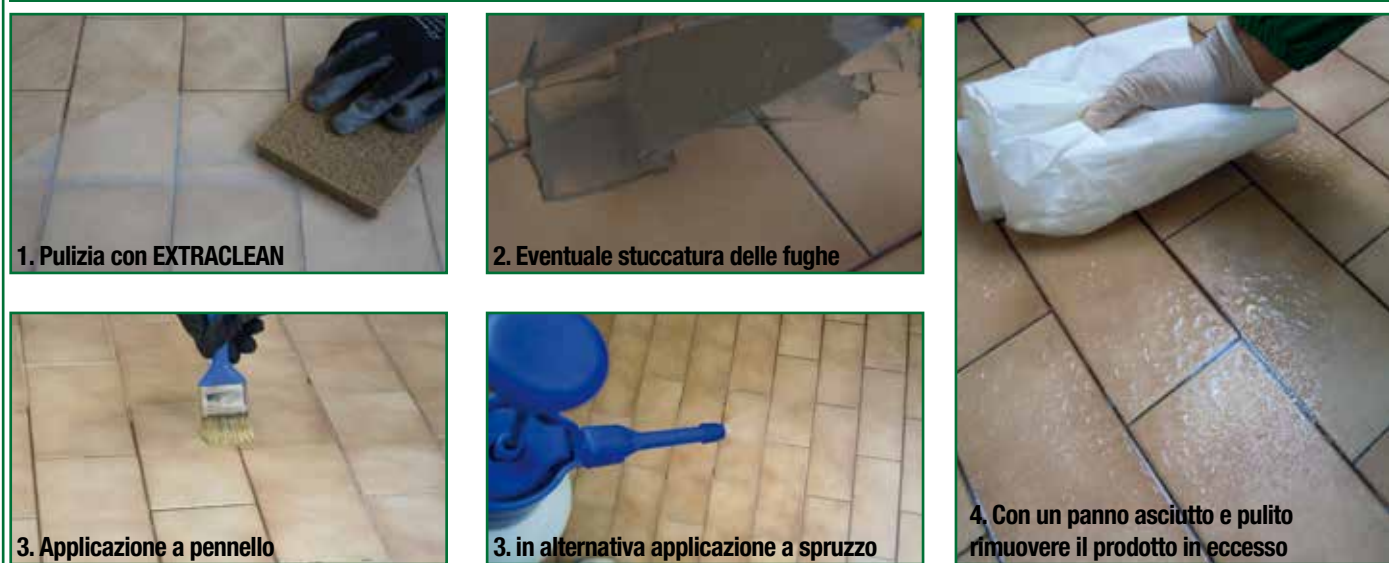 1. Pulizia con EXTRACLEAN
2. Eventuale stuccatura delle fughe
3. Applicazione a pennello
3. in alternativa applicazione a spruzzo
4. Con un panno asciutto e pulito
rimuovere il prodotto in eccesso